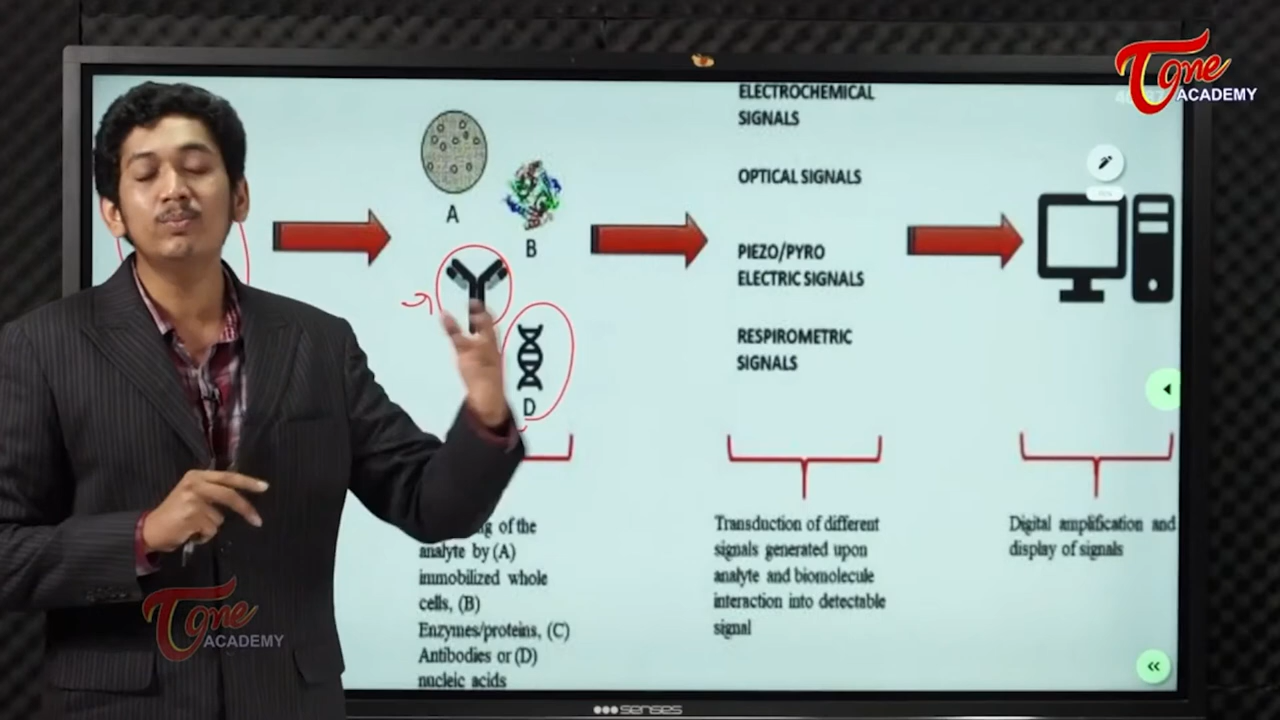 Tone
ACADEMY
ELECTROCHEMICAL
SIGNALS
OPTICAL SIGNALS
PIEZO/PYRO
ELECTRIC SIGNALS
RESPIROMETRIC
SIGNALS
A
B
D
of the
analyte by (A)
immobilized whole
cells, (B)
Enzymes/proteins, (C)
Antibodies or (D)
nucleic acids
Transduction of different
signals generated upon
analyte and biomolecule
interaction into detectable
signal
Digital amplification and
display of signals
Tone
ACADEMY
senses